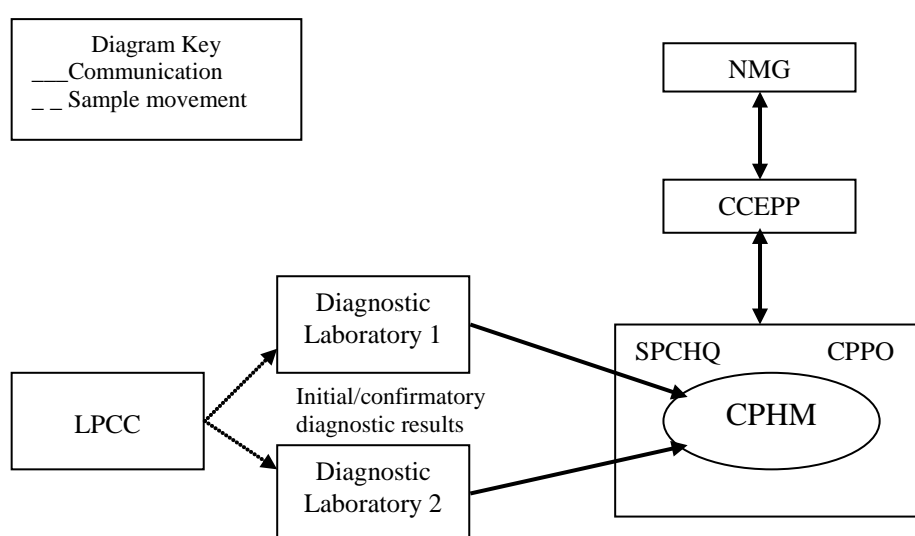 Diagram Key
___Communication
_ _ Sample movement
NMG
CCEPP
Diagnostic
Laboratory 1
SPCHQ CPPO
LPCC
Initial/confirmatory
diagnostic results
CPHM
Diagnostic
Laboratory 2